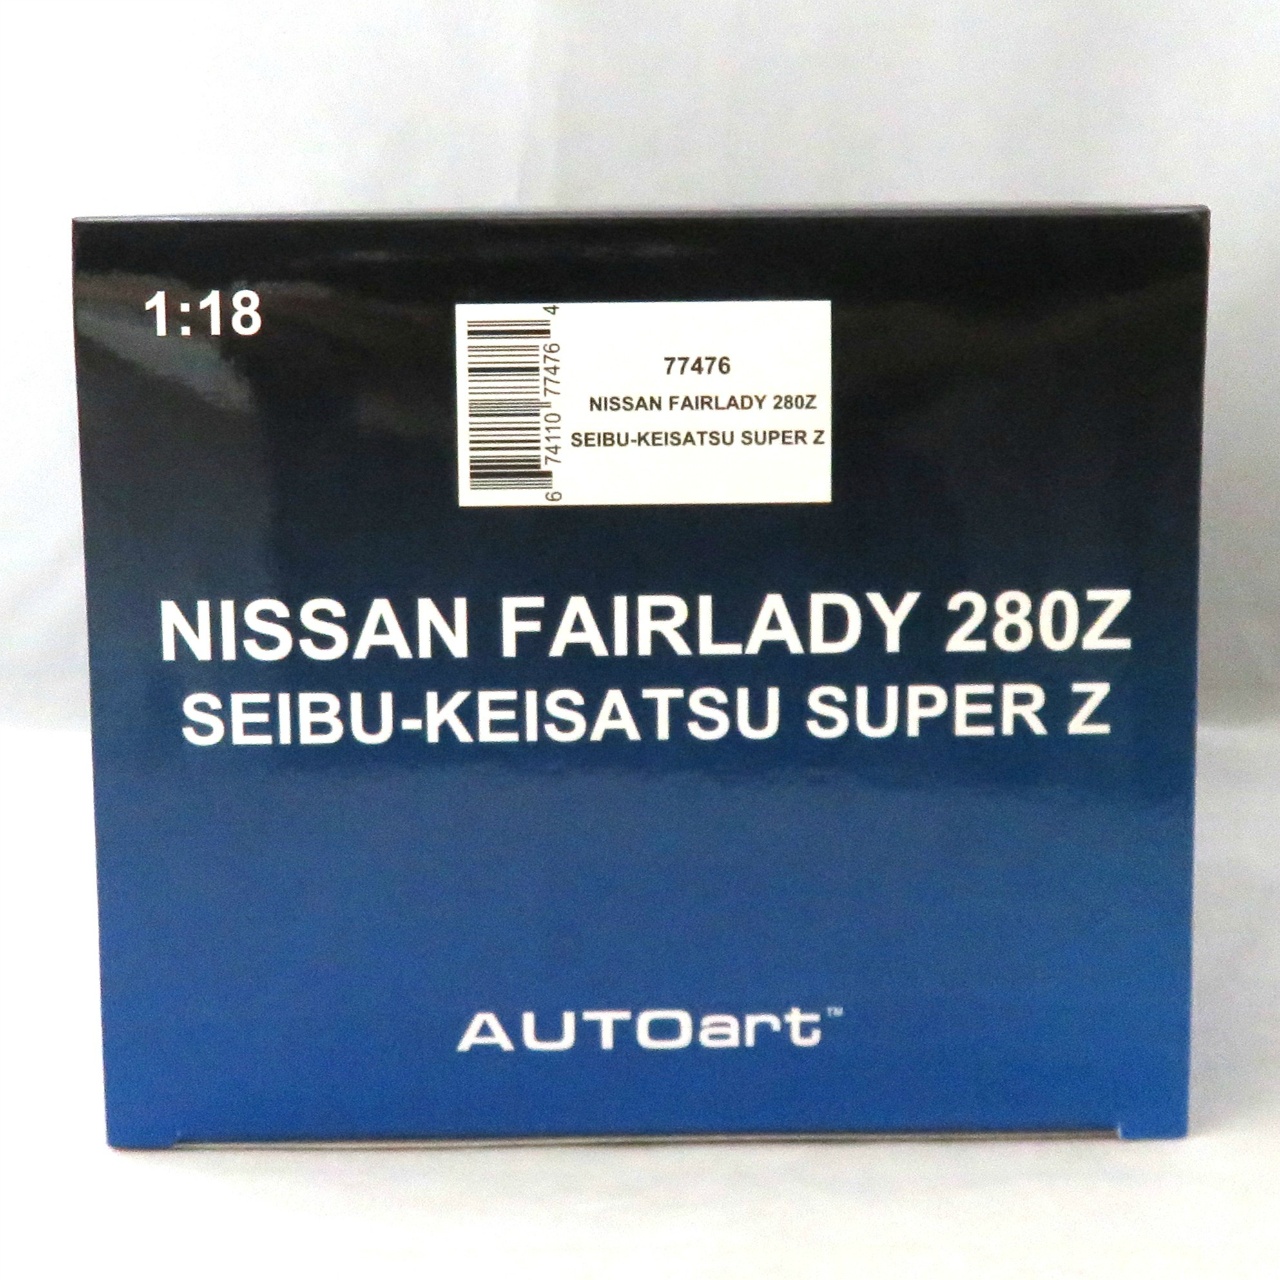 1:18
6 74110 77476 4
77476
NISSAN FAIRLADY 280Z
SEIBU-KEISATSU SUPER Z
NISSAN FAIRLADY 280Z
SEIBU-KEISATSU SUPER Z
AUTOart™